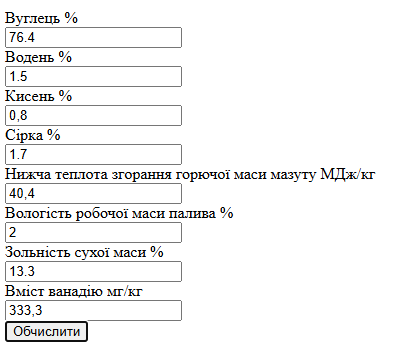 Вуглець %
76.4
Водень %
1.5
Кисень %
0,8
Сірка %
1.7
Нижча теплота згорання горючої маси мазуту МДж/кг
40,4
Вологість робочої маси палива %
2
Зольність сухої маси %
13.3
Вміст ванадію мг/кг
333,3
Обчислити